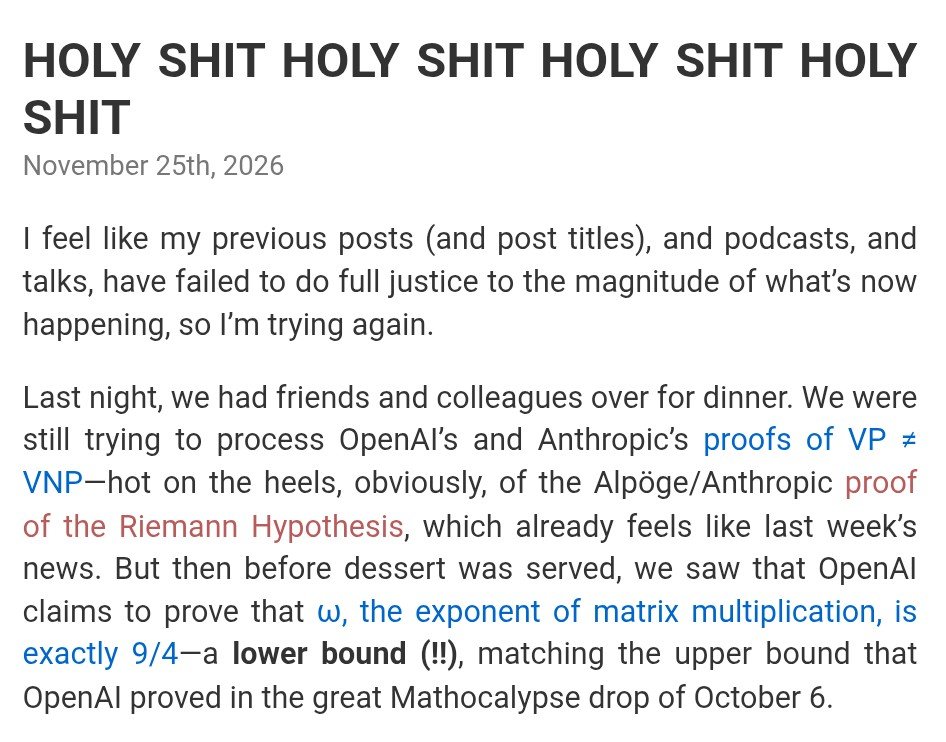 HOLY SHIT HOLY SHIT HOLY SHIT HOLY
SHIT
November 25th, 2026
I feel like my previous posts (and post titles), and podcasts, and
talks, have failed to do full justice to the magnitude of what’s now
happening, so I’m trying again.
Last night, we had friends and colleagues over for dinner. We were
still trying to process OpenAI’s and Anthropic’s proofs of VP ≠
VNP—hot on the heels, obviously, of the Alpöge/Anthropic proof
of the Riemann Hypothesis, which already feels like last week’s
news. But then before dessert was served, we saw that OpenAI
claims to prove that ω, the exponent of matrix multiplication, is
exactly 9/4—a lower bound (!!), matching the upper bound that
OpenAI proved in the great Mathocalypse drop of October 6.